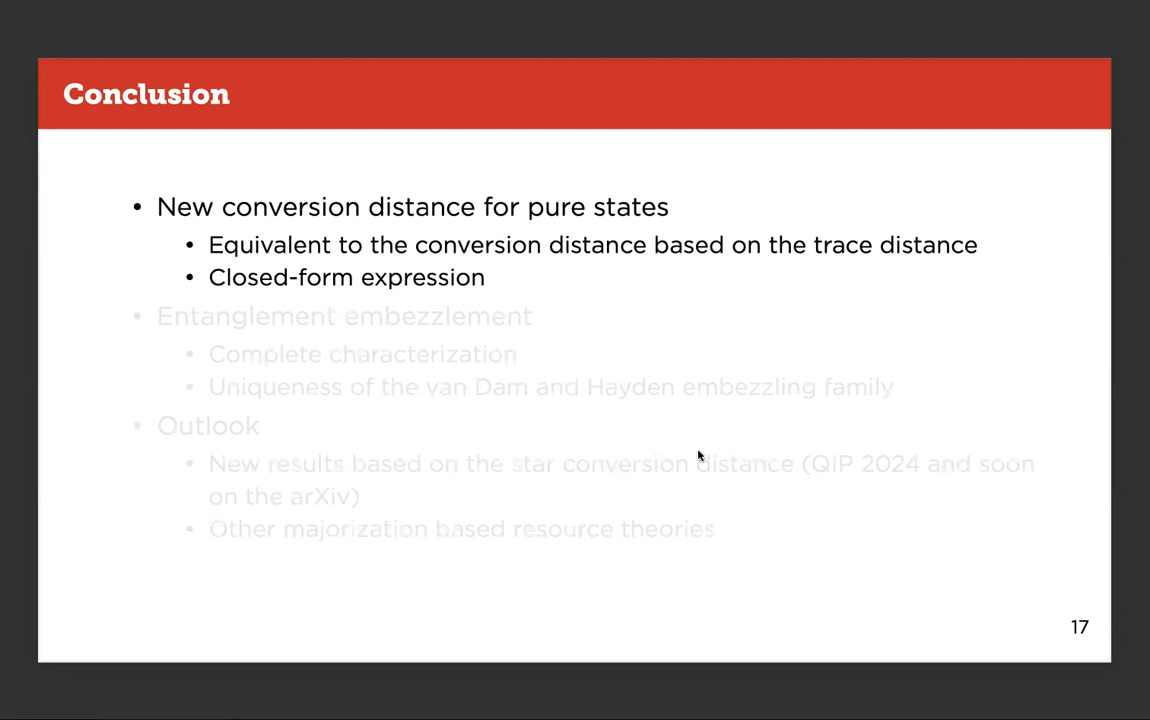 Conclusion
• New conversion distance for pure states
• Equivalent to the conversion distance based on the trace distance
• Closed-form expression
• Entanglement embezzlement
• Complete characterization
• Uniqueness of the van Dam and Hayden embezzling family
• Outlook
• New results based on the star conversion distance (QIP 2024 and soon
on the arXiv)
• Other majorization based resource theories
17